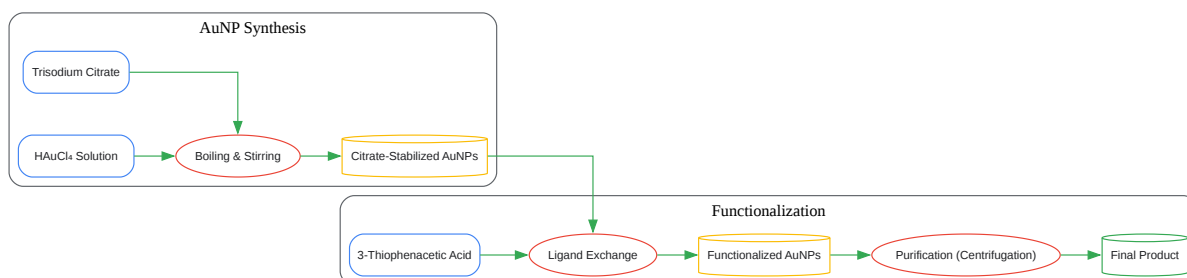 AuNP Synthesis
Trisodium Citrate
HAuCl₄ Solution
Boiling & Stirring
Citrate-Stabilized AuNPs
Functionalization
3-Thiophenacetic Acid
Ligand Exchange
Functionalized AuNPs
Purification (Centrifugation)
Final Product